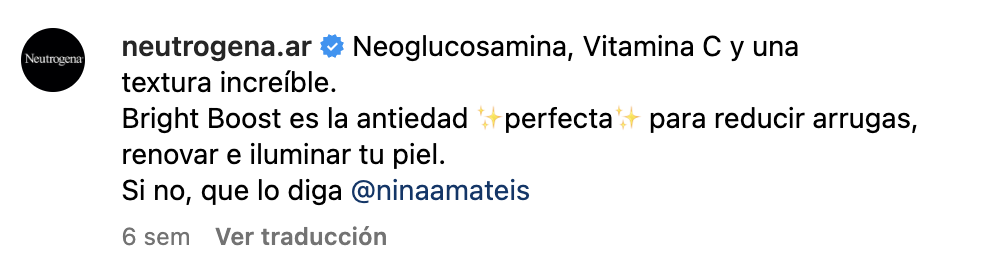 Neutrogena
neutrogena.ar Neoglucosamina, Vitamina C y una
textura increíble.
Bright Boost es la antiedad ✨perfecta✨ para reducir arrugas,
renovar e iluminar tu piel.
Si no, que lo diga @ninaamateis
6 sem Ver traducción